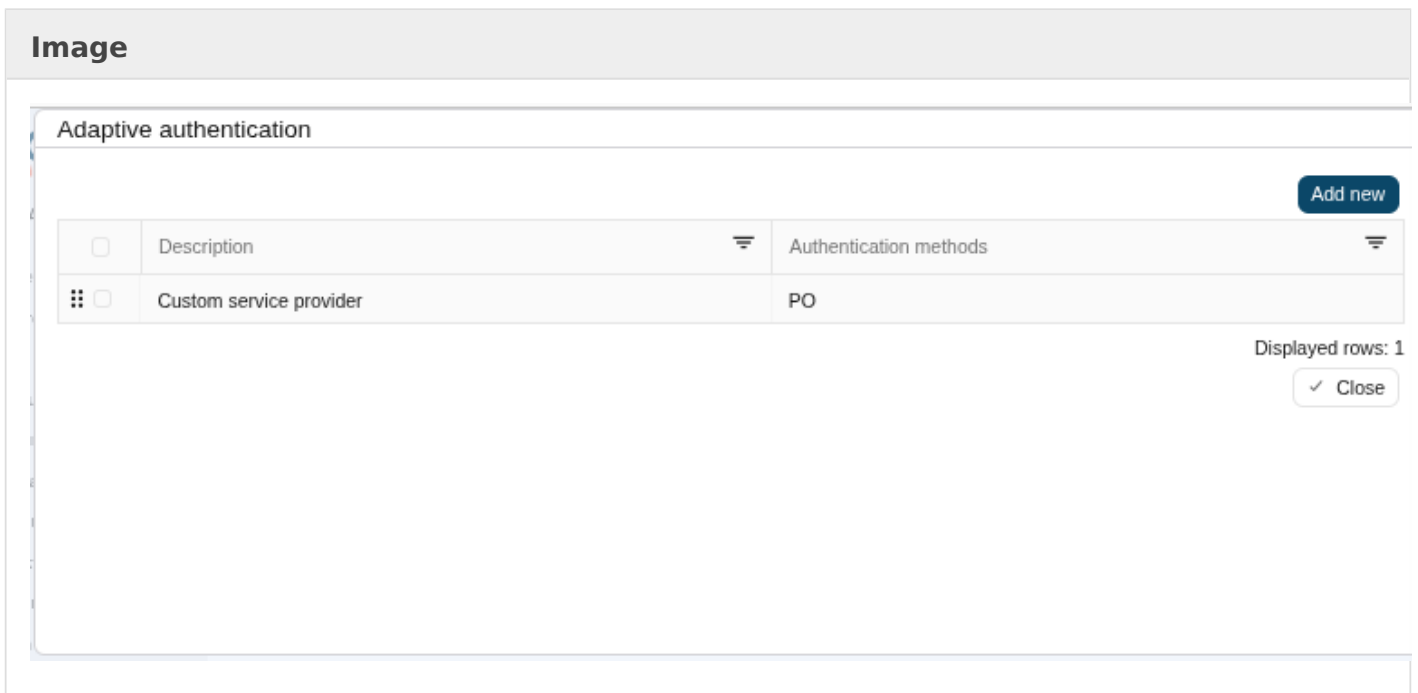 Image
Adaptive authentication
Add new
Description Authentication methods
Custom service provider PO
Displayed rows: 1
Close